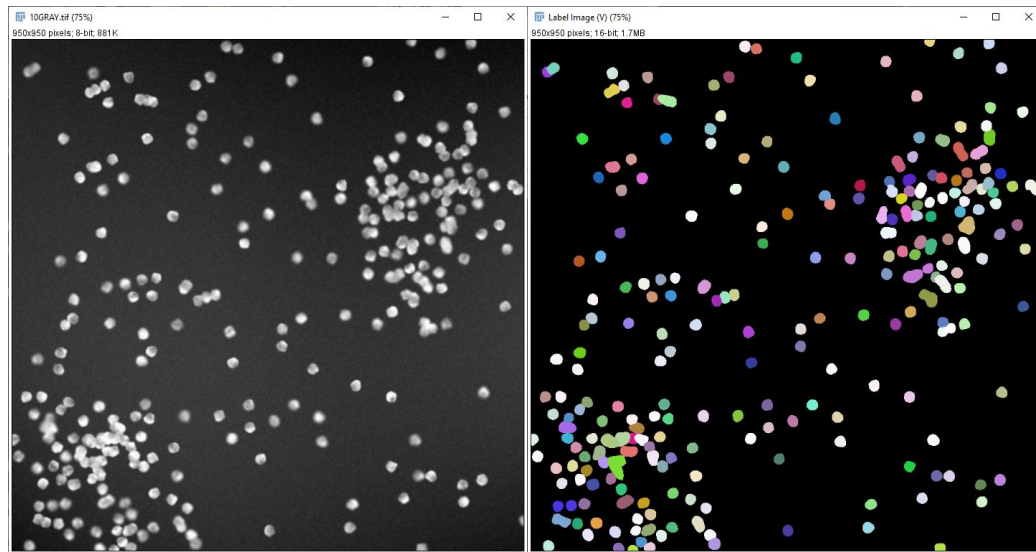 10GRAY.tif (75%)
950x950 pixels; 8-bit; 881K
Label Image (V) (75%)
950x950 pixels; 16-bit; 1.7MB